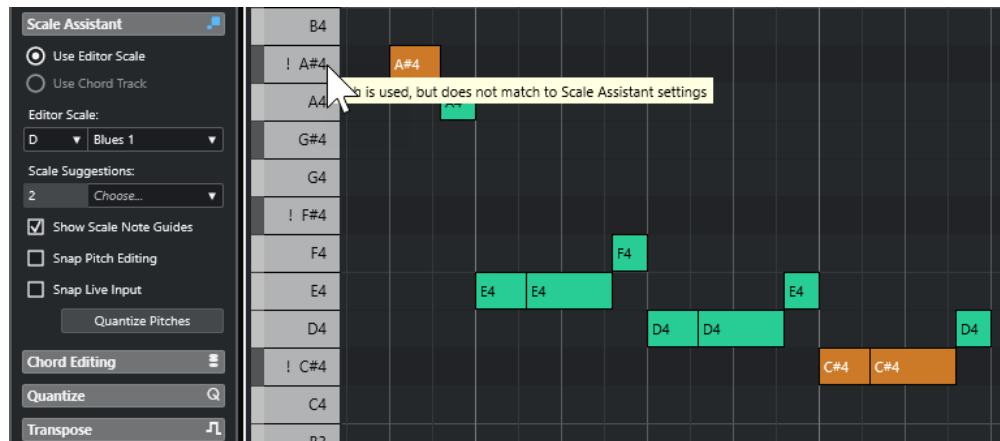 Scale Assistant
Use Editor Scale
Use Chord Track
Editor Scale:
D Blues 1
Scale Suggestions:
2 Choose...
Show Scale Note Guides
Snap Pitch Editing
Snap Live Input
Quantize Pitches
Chord Editing
Quantize Q
Transpose
B4
! A#4 A#4
is used, but does not match to Scale Assistant settings
A4 A4
G#4
G4
! F#4
F4 F4
E4 E4 E4 E4
D4 D4 D4 D4
! C#4 C#4 C#4
C4